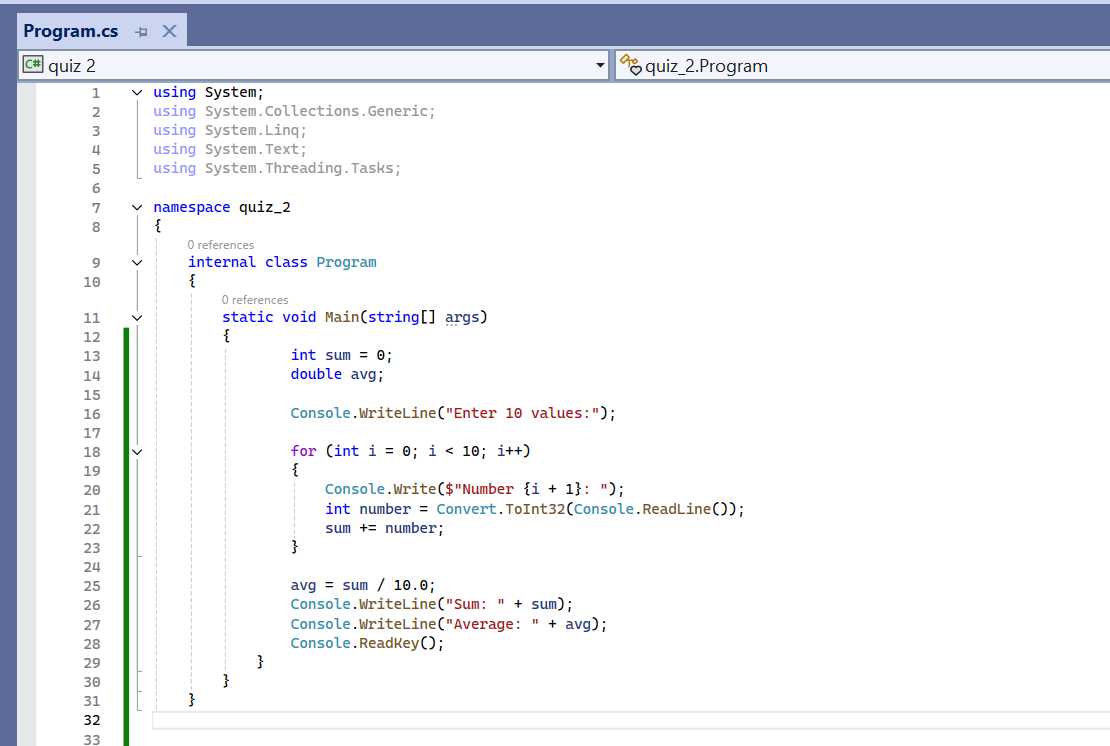 Program.cs
C# quiz 2 quiz_2.Program
1 using System;
2 using System.Collections.Generic;
3 using System.Linq;
4 using System.Text;
5 using System.Threading.Tasks;
6
7 namespace quiz_2
8 {
0 references
9 internal class Program
10 {
0 references
11 static void Main(string[] args)
12 {
13 int sum = 0;
14 double avg;
15
16 Console.WriteLine("Enter 10 values:");
17
18 for (int i = 0; i < 10; i++)
19 {
20 Console.Write($"Number {i + 1}: ");
21 int number = Convert.ToInt32(Console.ReadLine());
22 sum += number;
23 }
24
25 avg = sum / 10.0;
26 Console.WriteLine("Sum: " + sum);
27 Console.WriteLine("Average: " + avg);
28 Console.ReadKey();
29 }
30 }
31 }
32
33